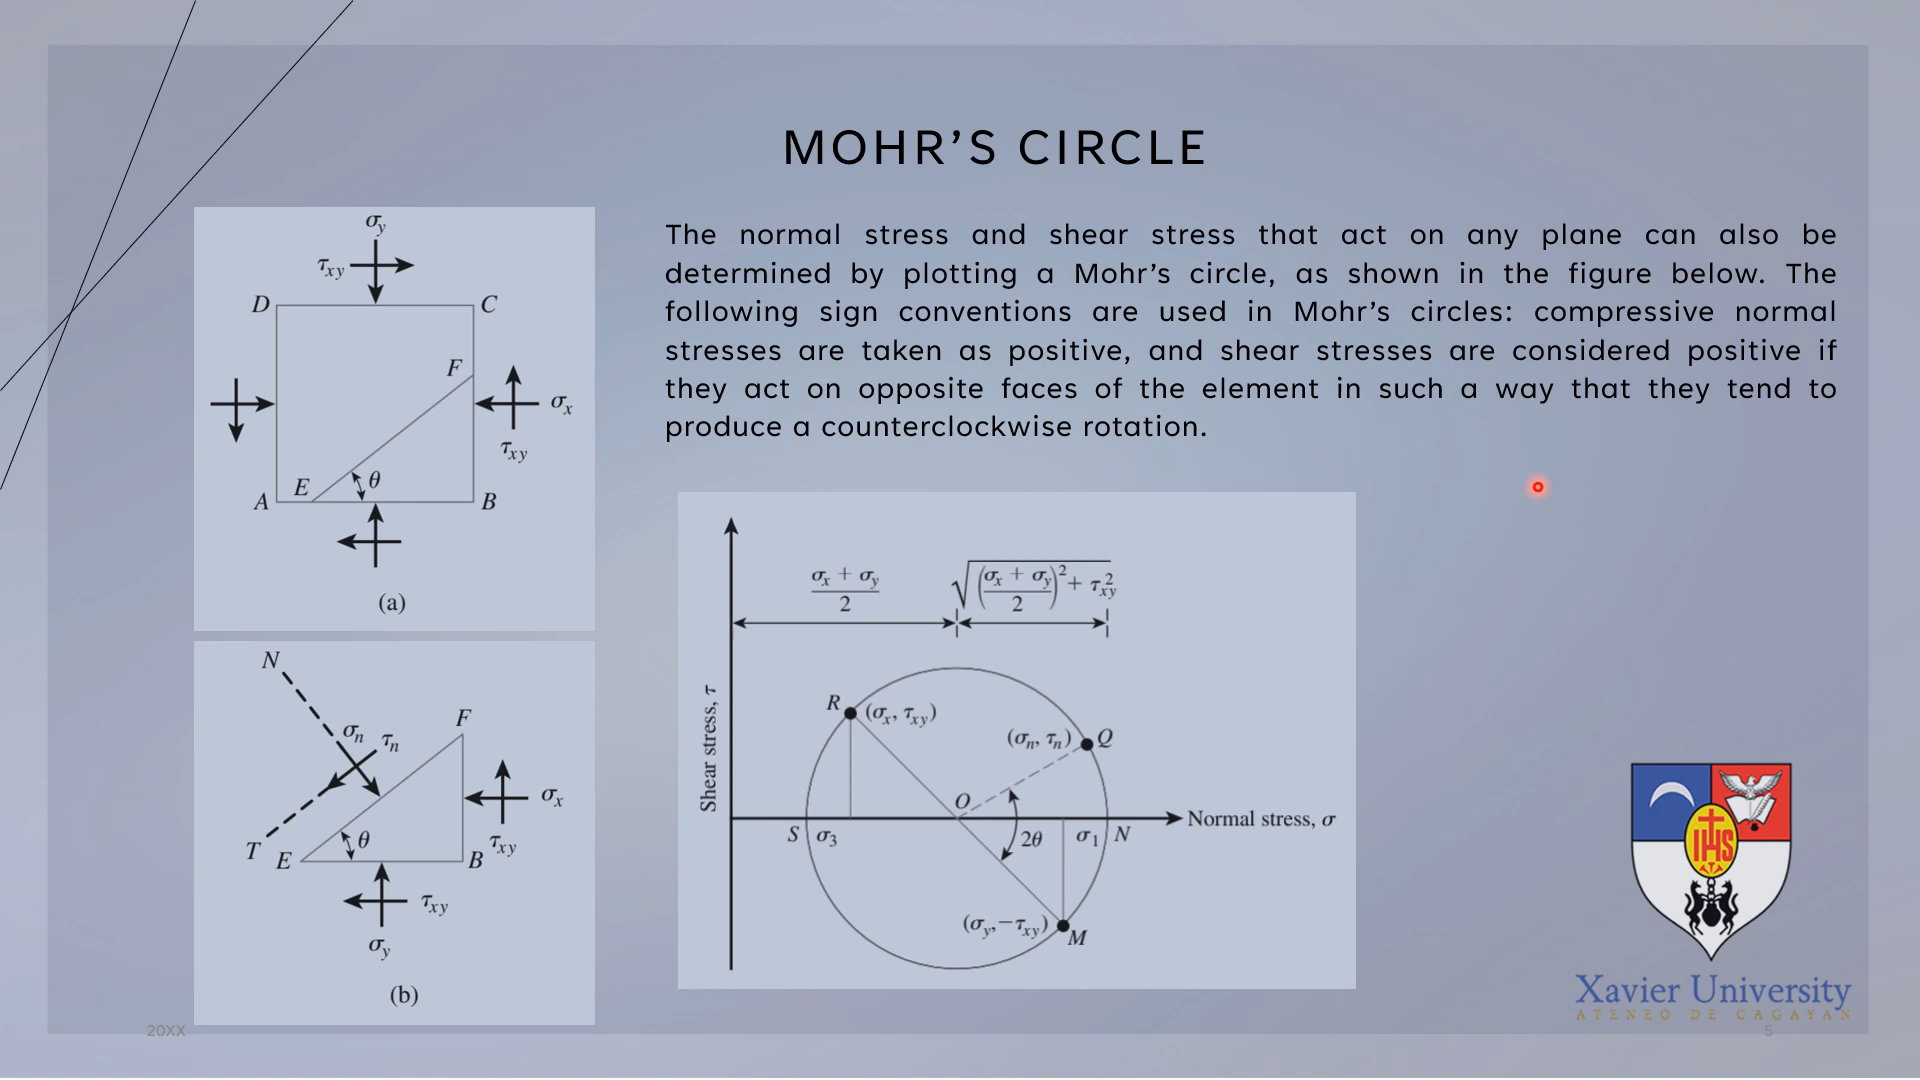 MOHR’S CIRCLE
The normal stress and shear stress that act on any plane can also be
determined by plotting a Mohr’s circle, as shown in the figure below. The
following sign conventions are used in Mohr’s circles: compressive normal
stresses are taken as positive, and shear stresses are considered positive if
they act on opposite faces of the element in such a way that they tend to
produce a counterclockwise rotation.
σy
τxy
D
C
F
σx
τxy
E
θ
A
B
(a)
N
F
σn
τn
σx
θ
τxy
T
E
B
τxy
σy
(b)
(σx + σy)/2
√((σx + σy)/2)² + τ²xy
Shear stress, τ
R
(σx, τxy)
(σn, τn)
Q
O
Normal stress, σ
S
σ3
2θ
σ1
N
(σy, −τxy)
M
IHS
Xavier University
ATENEO DE CAGAYAN
20XX
5